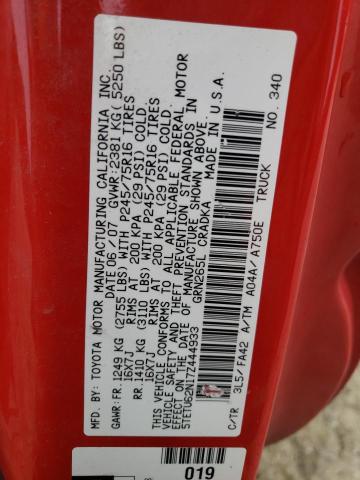 TOYOTA MOTOR MANUFACTURING CALIFORNIA INC.
DATE 06/07 GVWR: 2381 KG ( 5250 LBS)
GAWR:FR.1249 KG (2755 LBS) WITH P245/75R16 TIRES
16X7J RIMS AT 200 KPA (29 PSI) COLD.
RR.1410 KG (3110 LBS) WITH P245/75R16 TIRES
16X7J RIMS AT 200 KPA (29 PSI) COLD.
THIS VEHICLE CONFORMS TO ALL APPLICABLE FEDERAL MOTOR
VEHICLE SAFETY AND THEFT PREVENTION STANDARDS IN
EFFECT ON THE DATE OF MANUFACTURE SHOWN ABOVE.
5TETU62N17Z444933 TRUCK
GRN265L CRADKA MADE IN U.S.A.
C/TR 3L5/FA42 A/TM A04A/A750E
NO. 340
019